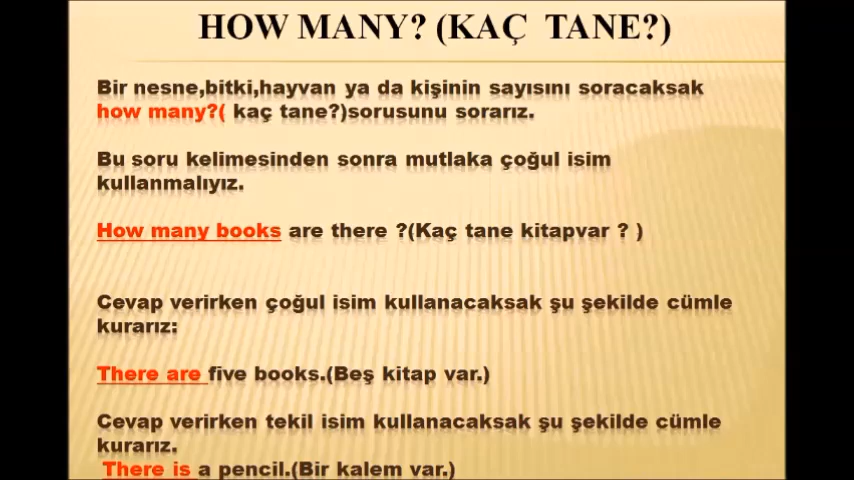 HOW MANY? (KAÇ TANE?)
Bir nesne,bitki,hayvan ya da kişinin sayısını soracaksak
how many?( kaç tane?)sorusunu sorarız.
Bu soru kelimesinden sonra mutlaka çoğul isim
kullanmalıyız.
How many books are there ?(Kaç tane kitapvar ? )
Cevap verirken çoğul isim kullanacaksak şu şekilde cümle
kurarız:
There are five books.(Beş kitap var.)
Cevap verirken tekil isim kullanacaksak şu şekilde cümle
kurarız.
There is a pencil.(Bir kalem var.)